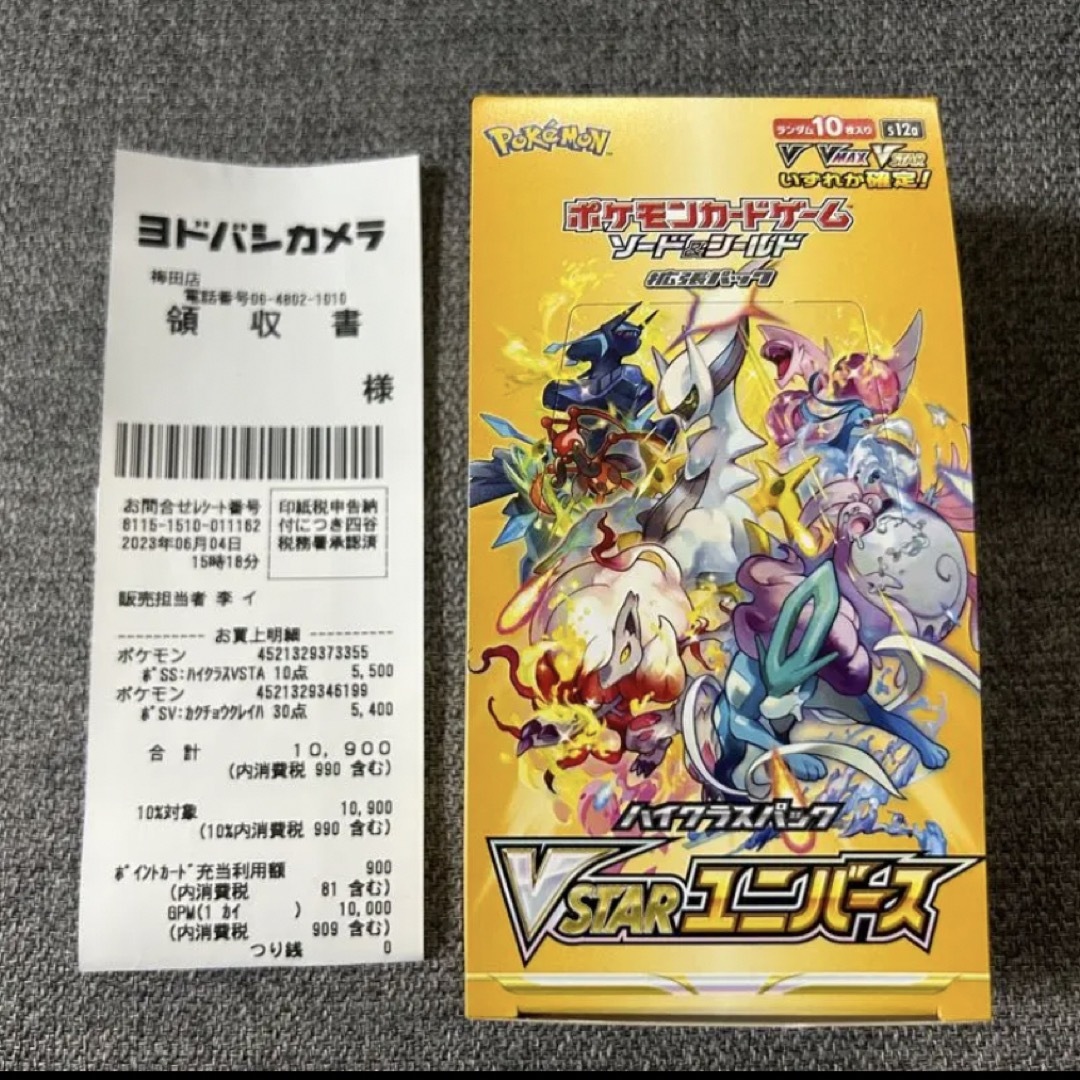 ヨドバシカメラ
梅田店
電話番号06-4802-1010
領 収 書
様
お問合せレシート番号
8115-1510-011162
2023年06月04日
15時18分
印紙税申告納
付につき四谷
税務署承認済
販売担当者 李 イ
---------- お買上明細 ----------
ポケモン 4521329373355
ポSS:ハイクラスVSTA 10点 5,500
ポケモン 4521329346199
ポSV:カクチョウクレイハ 30点 5,400
合 計 10,900
(内消費税 990 含む)
10%対象 10,900
(10%内消費税 990 含む)
ポイントカード充当利用額 900
(内消費税 81 含む)
GPM(1 カイ ) 10,000
(内消費税 909 含む)
つり銭 0
POKéMON
ランダム10枚入り s12a
V VMAX VSTAR
いずれか確定!
ポケモンカードゲーム
ソード&シールド
拡張パック
ハイクラスパック
VSTARユニバース